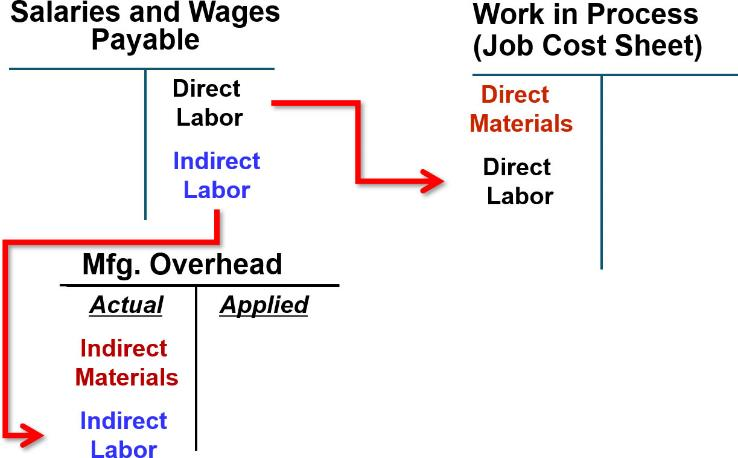 Salaries and Wages
Payable
Direct
Labor
Indirect
Labor
Work in Process
(Job Cost Sheet)
Direct
Materials
Direct
Labor
Mfg. Overhead
Actual Applied
Indirect
Materials
Indirect
Labor